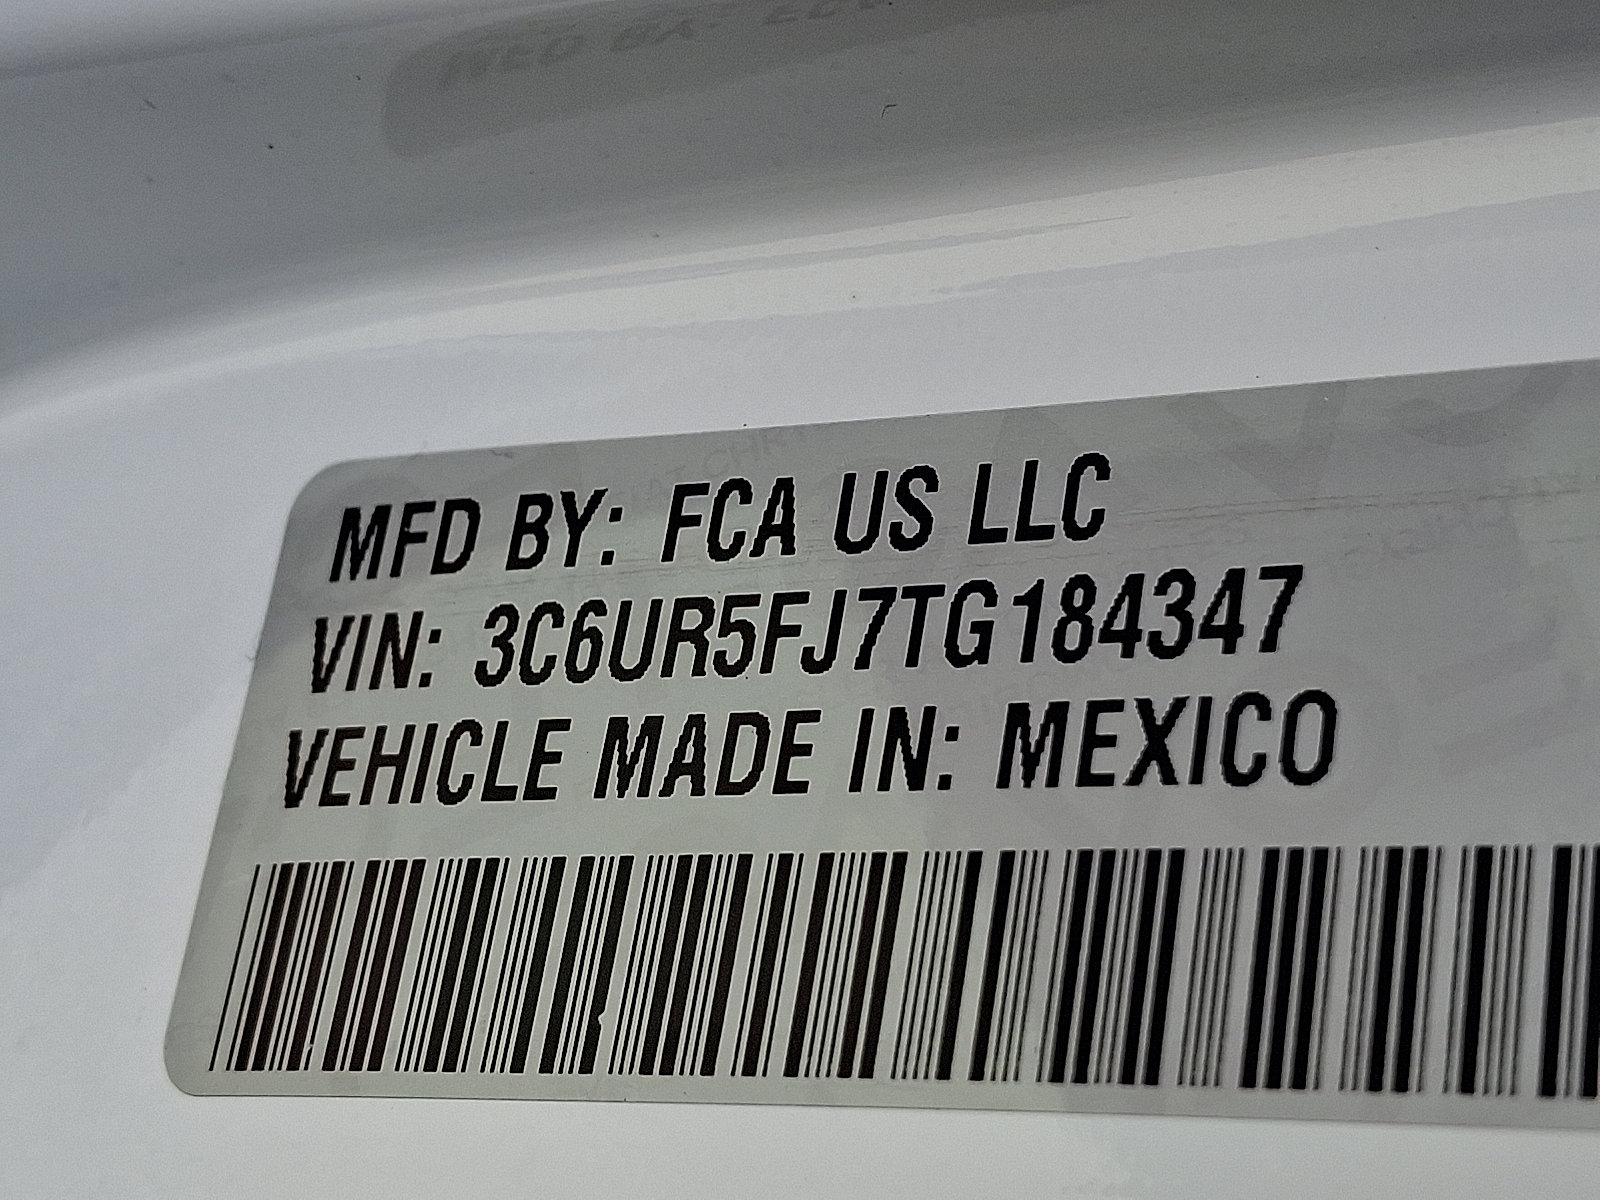 MFD BY: FCA US LLC
VIN: 3C6UR5FJ7TG184347
VEHICLE MADE IN: MEXICO